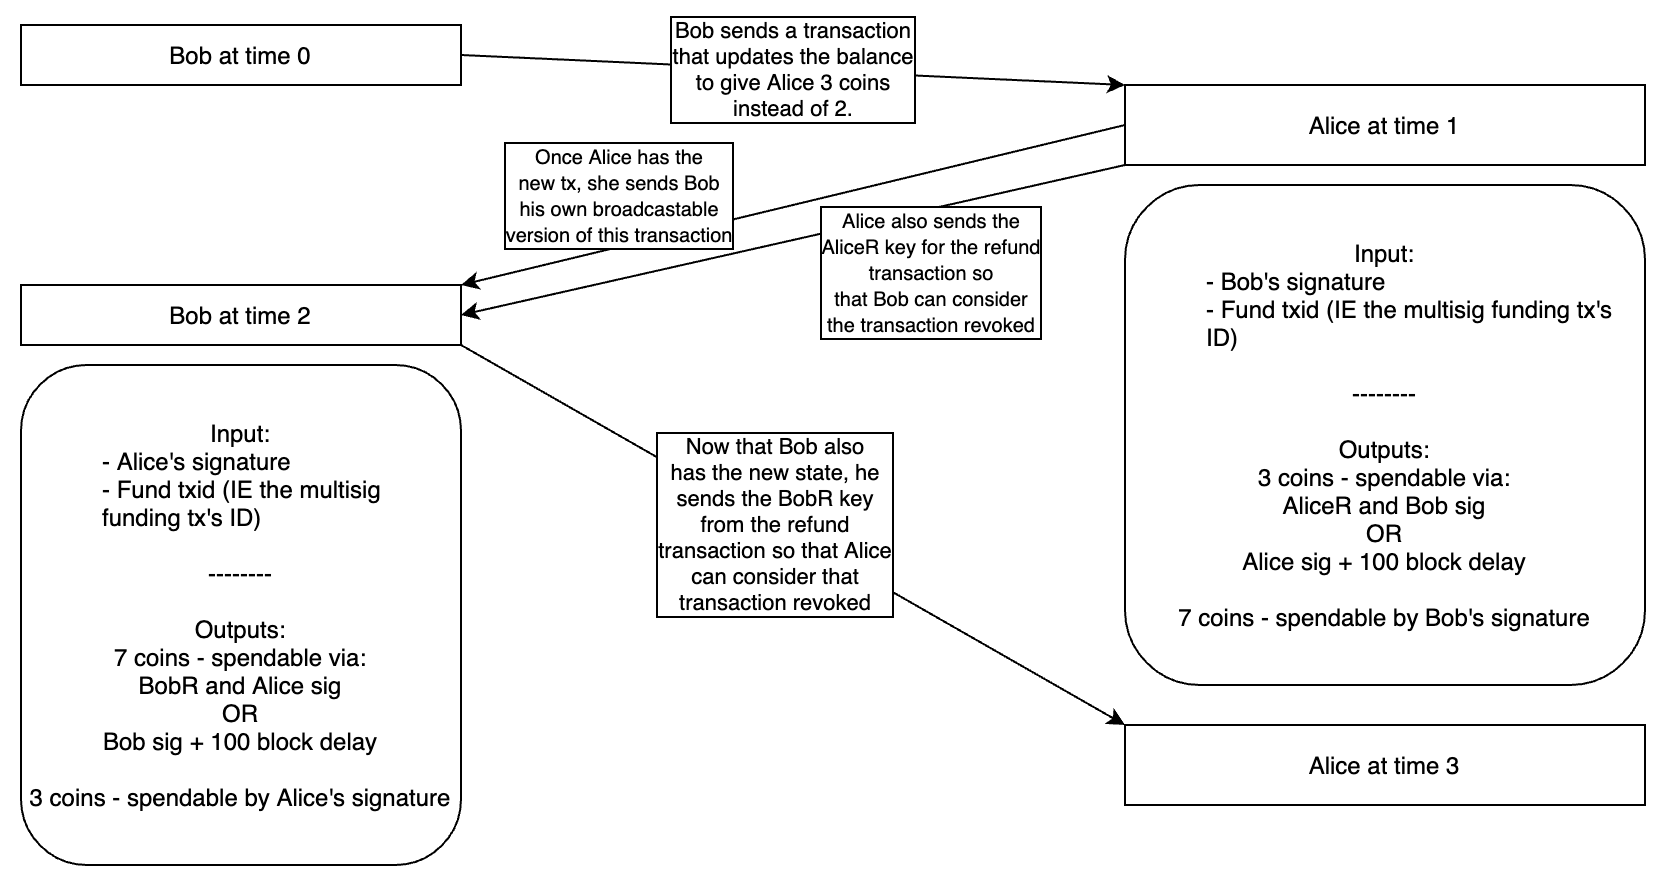 Bob at time 0
Bob sends a transaction
that updates the balance
to give Alice 3 coins
instead of 2.
Alice at time 1
Once Alice has the
new tx, she sends Bob
his own broadcastable
version of this transaction
Alice also sends the
AliceR key for the refund
transaction so
that Bob can consider
the transaction revoked
Input:
- Bob's signature
- Fund txid (IE the multisig funding tx's
ID)
--------
Outputs:
3 coins - spendable via:
AliceR and Bob sig
OR
Alice sig + 100 block delay
7 coins - spendable by Bob's signature
Bob at time 2
Input:
- Alice's signature
- Fund txid (IE the multisig
funding tx's ID)
--------
Outputs:
7 coins - spendable via:
BobR and Alice sig
OR
Bob sig + 100 block delay
3 coins - spendable by Alice's signature
Now that Bob also
has the new state, he
sends the BobR key
from the refund
transaction so that Alice
can consider that
transaction revoked
Alice at time 3